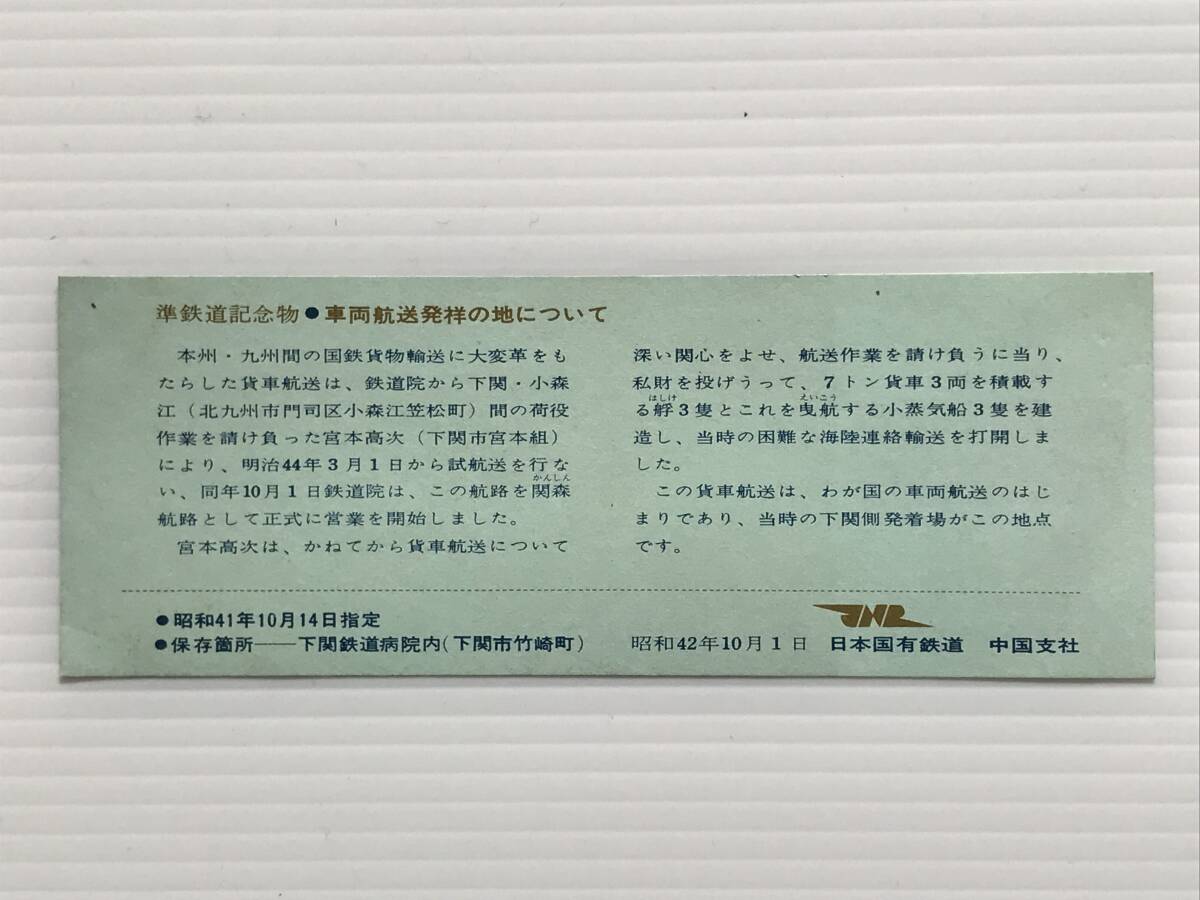 準鉄道記念物●車両航送発祥の地について
本州・九州間の国鉄貨物輸送に大変革をも
たらした貨車航送は、鉄道院から下関・小森
江（北九州市門司区小森江笠松町）間の荷役
作業を請け負った宮本高次（下関市宮本組）
により、明治44年3月1日から試航送を行な
い、同年10月1日鉄道院は、この航路を関森
かんしん
航路として正式に営業を開始しました。
宮本高次は、かねてから貨車航送について
深い関心をよせ、航送作業を請け負うに当り、
私財を投げうって、7トン貨車3両を積載す
はしけ えいこう
る艀3隻とこれを曳航する小蒸気船3隻を建
造し、当時の困難な海陸連絡輸送を打開しま
した。
この貨車航送は、わが国の車両航送のはじ
まりであり、当時の下関側発着場がこの地点
です。
●昭和41年10月14日指定
●保存箇所――下関鉄道病院内（下関市竹崎町）
昭和42年10月1日
JNR
日本国有鉄道 中国支社